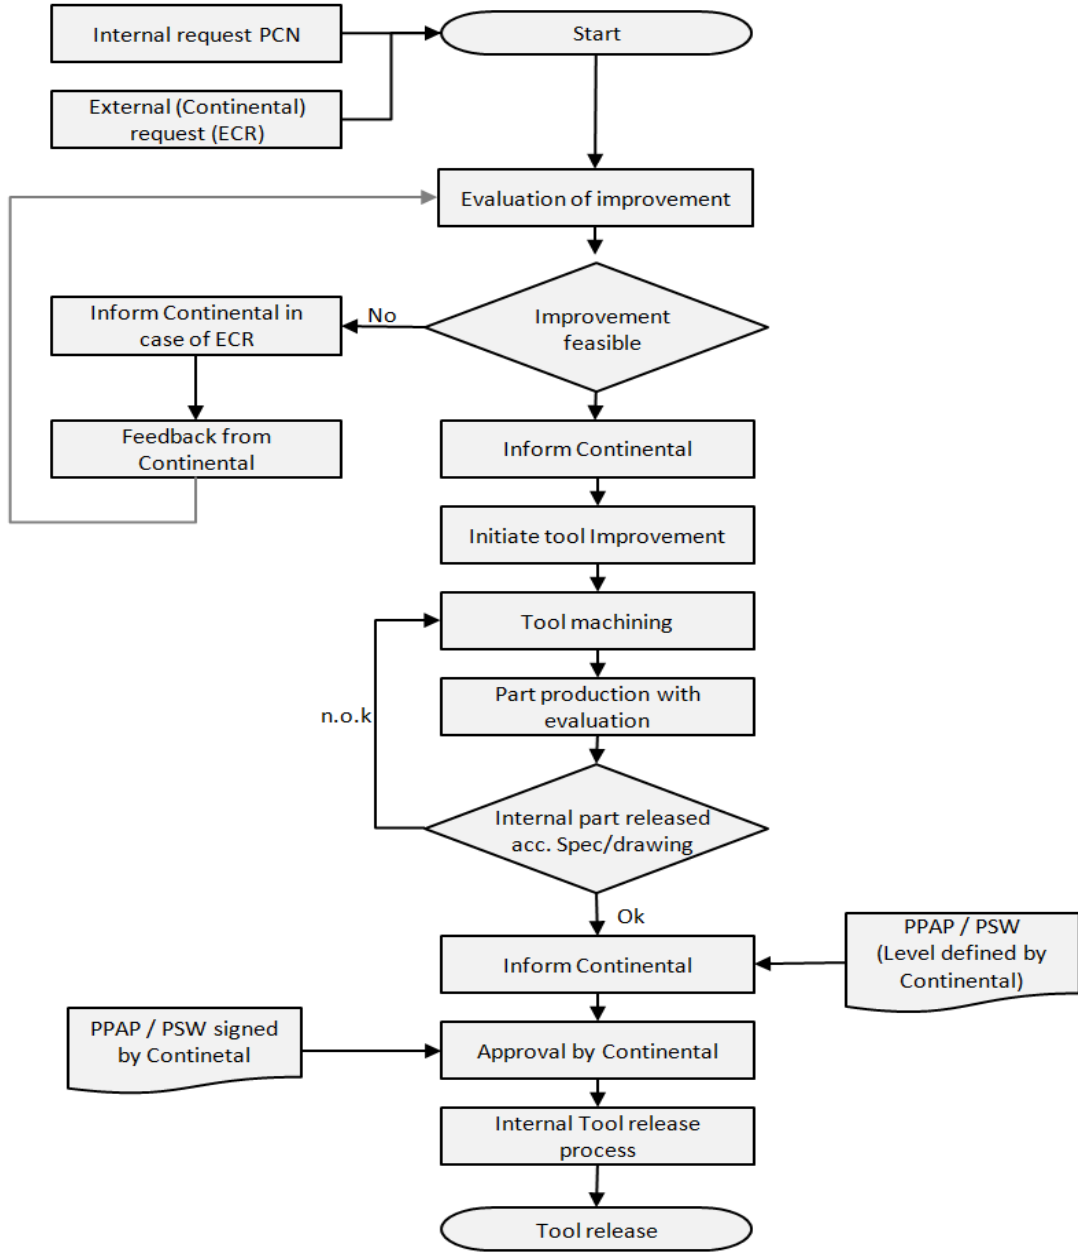 Internal request PCN
Start
External (Continental)
request (ECR)
Evaluation of improvement
Improvement
feasible
No
Inform Continental in
case of ECR
Feedback from
Continental
Inform Continental
Initiate tool Improvement
Tool machining
Part production with
evaluation
n.o.k
Internal part released
acc. Spec/drawing
Ok
Inform Continental
PPAP / PSW
(Level defined by
Continental)
PPAP / PSW signed
by Continetal
Approval by Continental
Internal Tool release
process
Tool release